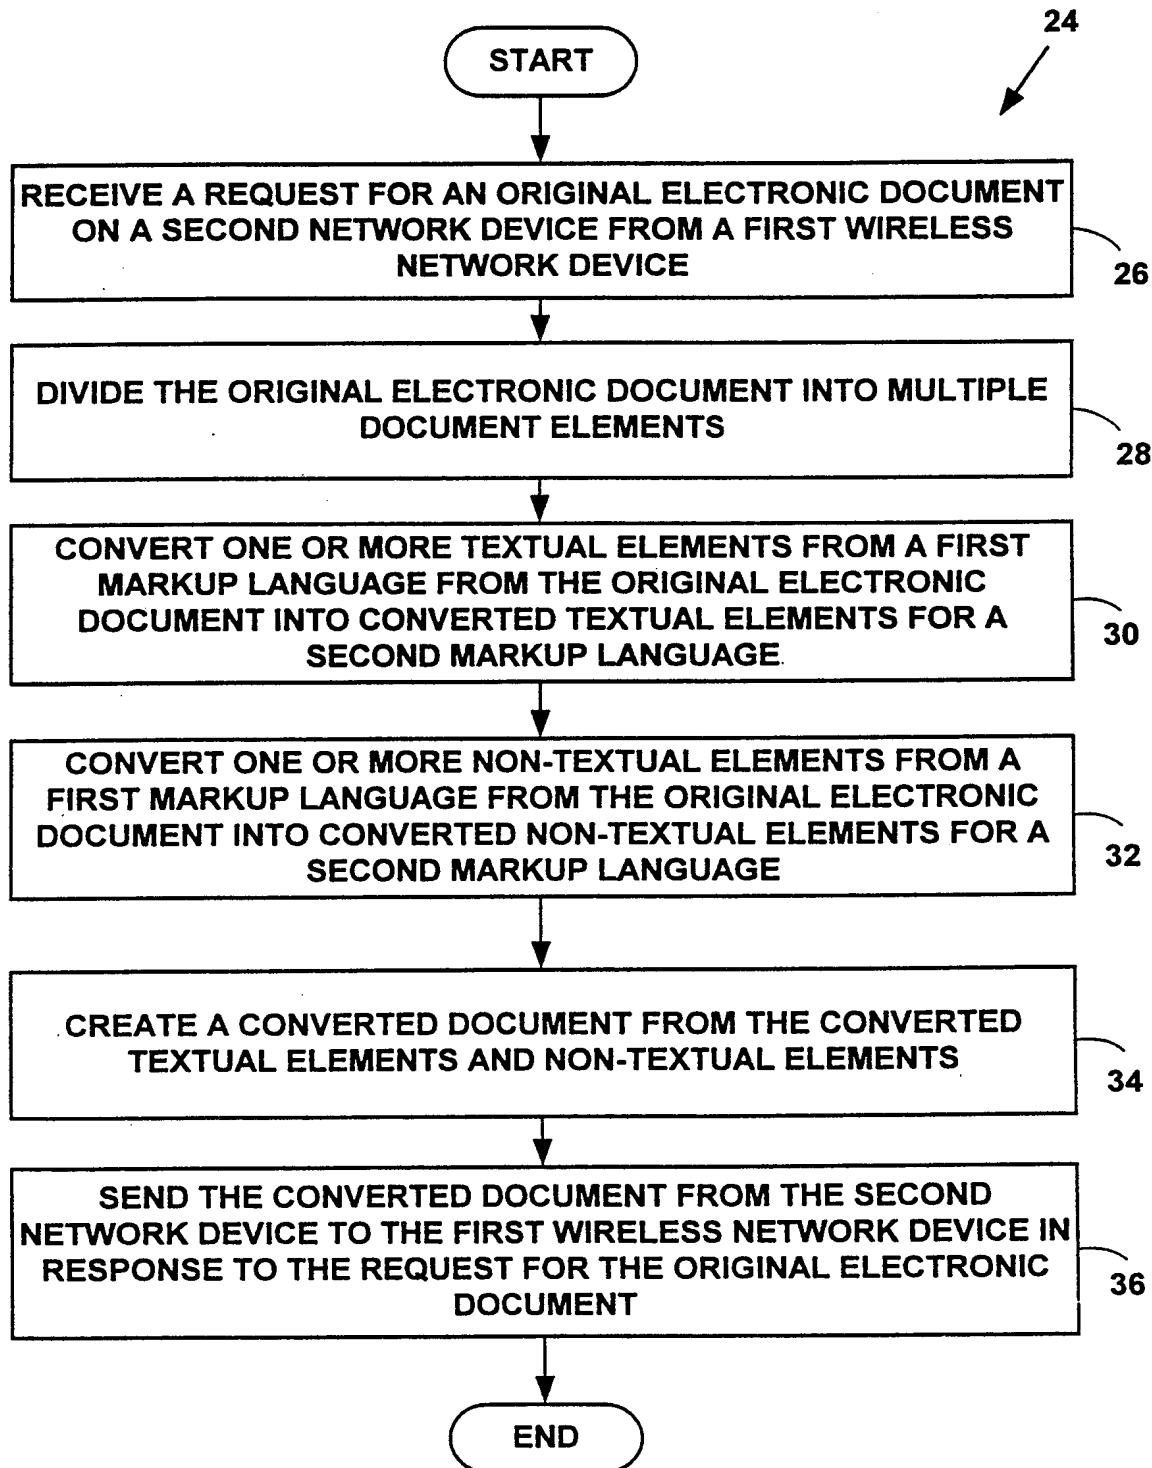 24
START
RECEIVE A REQUEST FOR AN ORIGINAL ELECTRONIC DOCUMENT
ON A SECOND NETWORK DEVICE FROM A FIRST WIRELESS
NETWORK DEVICE
26
DIVIDE THE ORIGINAL ELECTRONIC DOCUMENT INTO MULTIPLE
DOCUMENT ELEMENTS
28
CONVERT ONE OR MORE TEXTUAL ELEMENTS FROM A FIRST
MARKUP LANGUAGE FROM THE ORIGINAL ELECTRONIC
DOCUMENT INTO CONVERTED TEXTUAL ELEMENTS FOR A
SECOND MARKUP LANGUAGE
30
CONVERT ONE OR MORE NON-TEXTUAL ELEMENTS FROM A
FIRST MARKUP LANGUAGE FROM THE ORIGINAL ELECTRONIC
DOCUMENT INTO CONVERTED NON-TEXTUAL ELEMENTS FOR A
SECOND MARKUP LANGUAGE
32
CREATE A CONVERTED DOCUMENT FROM THE CONVERTED
TEXTUAL ELEMENTS AND NON-TEXTUAL ELEMENTS
34
SEND THE CONVERTED DOCUMENT FROM THE SECOND
NETWORK DEVICE TO THE FIRST WIRELESS NETWORK DEVICE IN
RESPONSE TO THE REQUEST FOR THE ORIGINAL ELECTRONIC
DOCUMENT
36
END